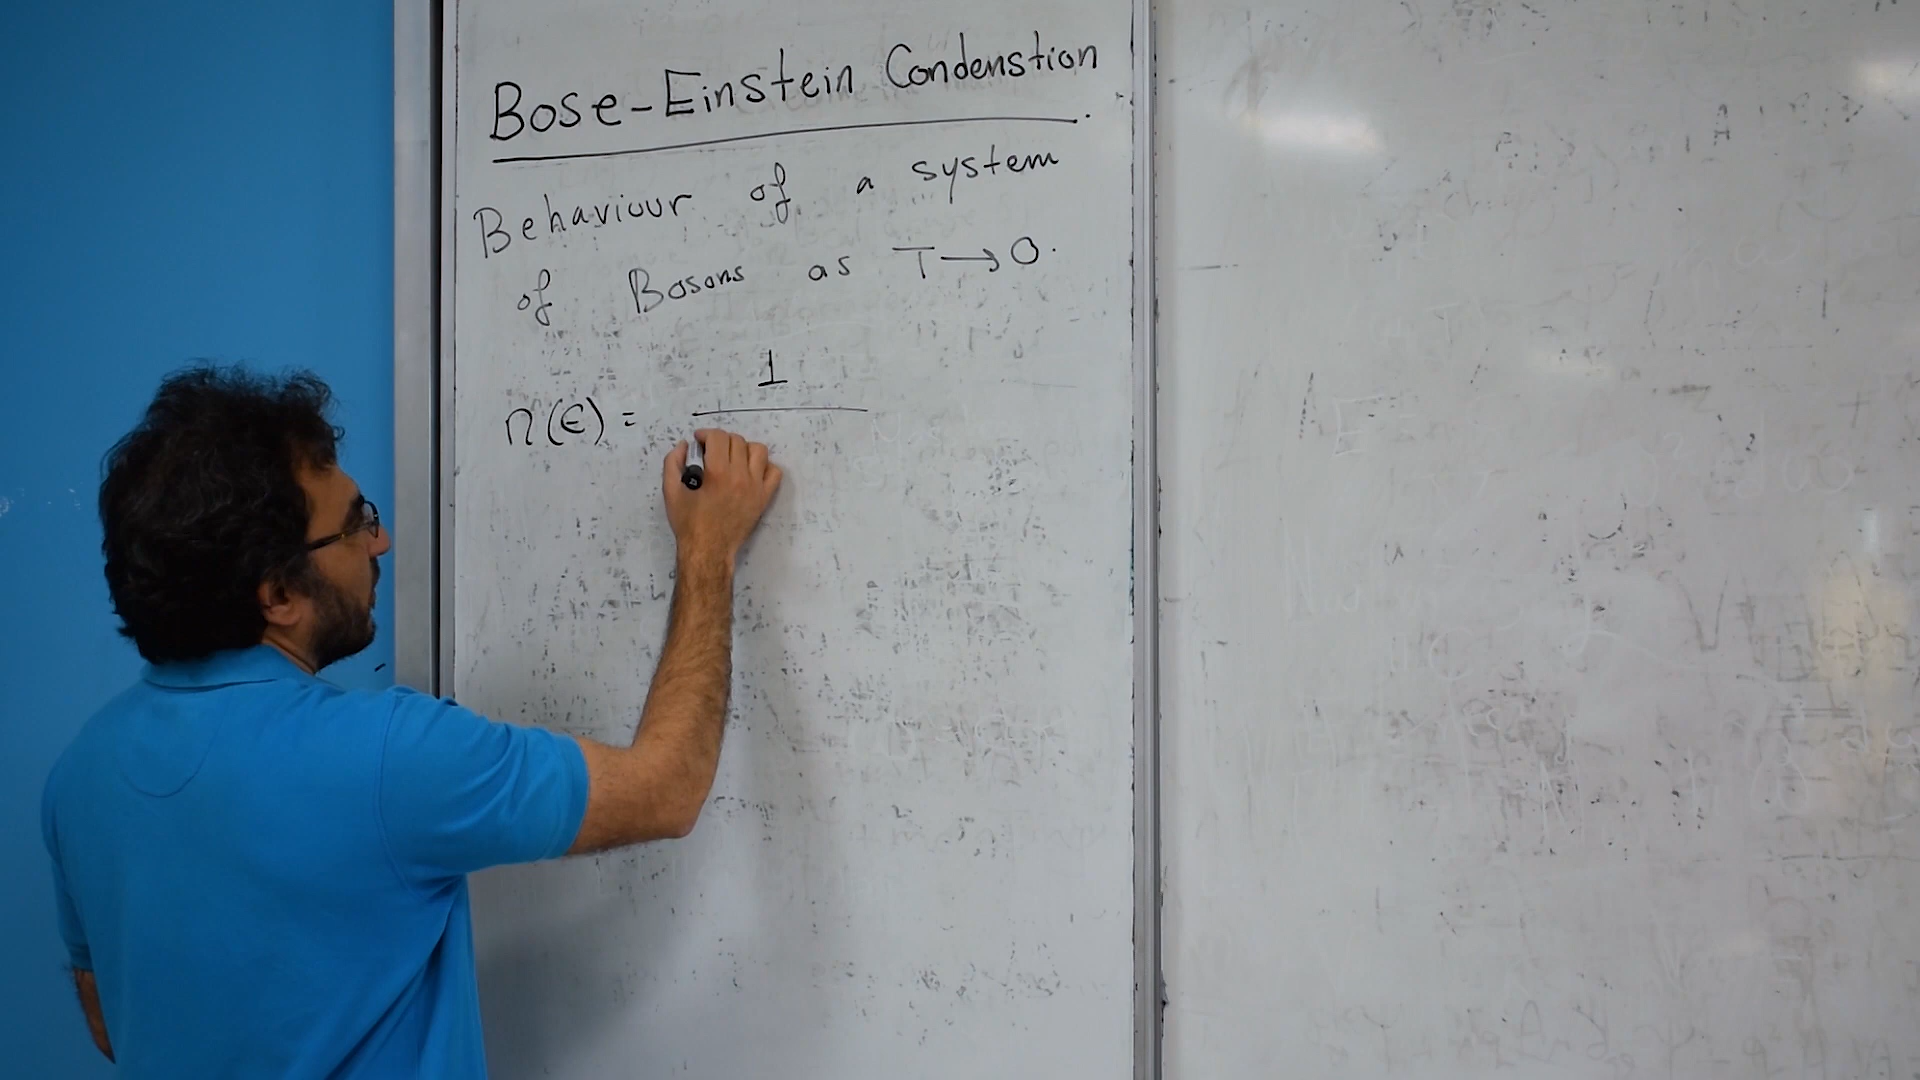 Bose-Einstein Condenstion
Behaviour of a system
of Bosons as T→0.
n(ϵ) = 1